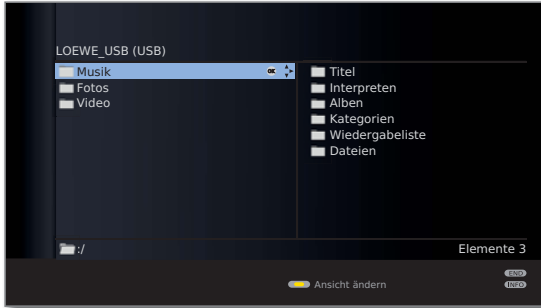 LOEWE_USB (USB)
Musik OK
Fotos
Video
Titel
Interpreten
Alben
Kategorien
Wiedergabeliste
Dateien
:/
Elemente 3
Ansicht ändern
END
INFO